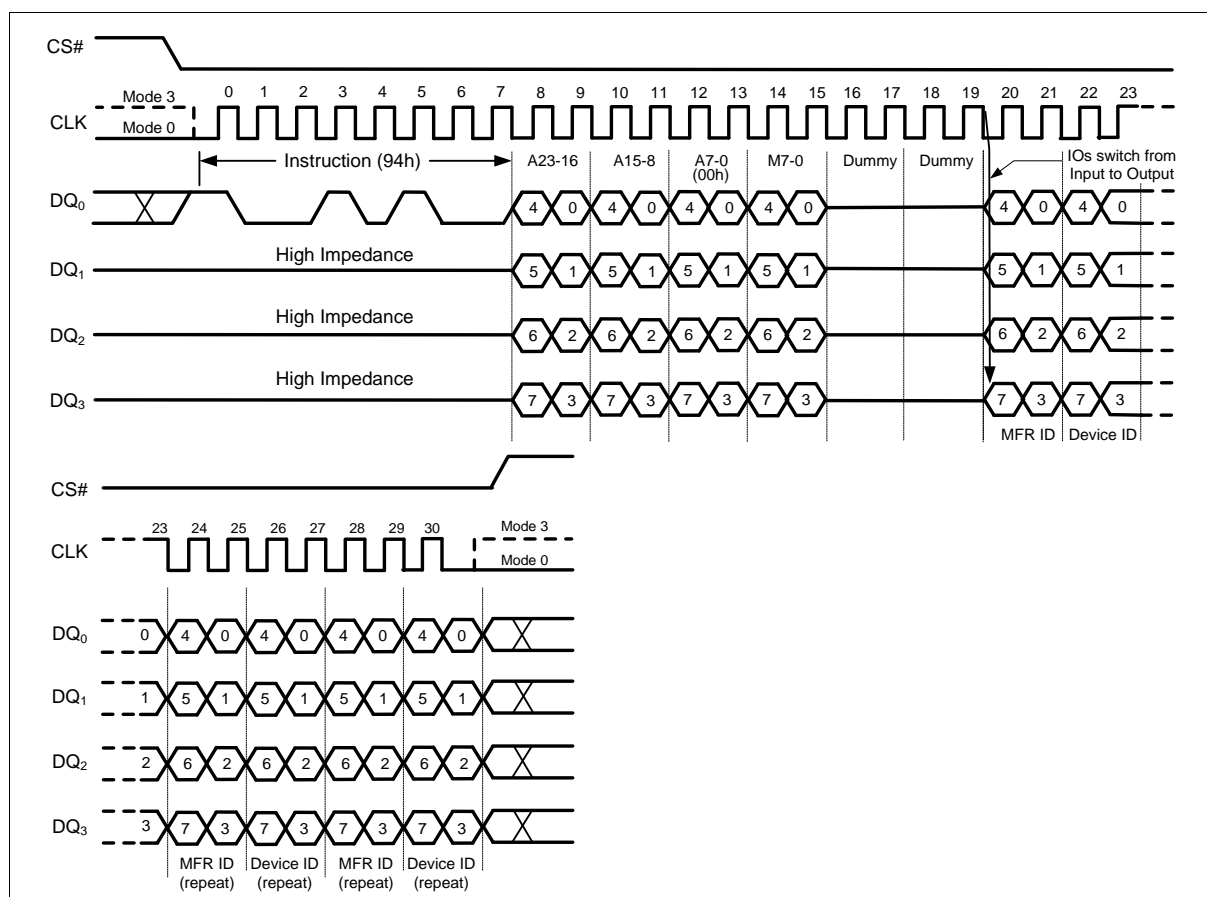 CS#
Mode 3 0 1 2 3 4 5 6 7 8 9 10 11 12 13 14 15 16 17 18 19 20 21 22 23
CLK
Mode 0
Instruction (94h) A23-16 A15-8 A7-0 (00h) M7-0 Dummy Dummy IOs switch from Input to Output
DQ0 4 0 4 0 4 0 4 0 4 0 4 0
High Impedance
DQ1 5 1 5 1 5 1 5 1 5 1 5 1
High Impedance
DQ2 6 2 6 2 6 2 6 2 6 2 6 2
High Impedance
DQ3 7 3 7 3 7 3 7 3 7 3 7 3
MFR ID Device ID
CS#
23 24 25 26 27 28 29 30 Mode 3
CLK
Mode 0
DQ0 0 4 0 4 0 4 0 4 0
DQ1 1 5 1 5 1 5 1 5 1
DQ2 2 6 2 6 2 6 2 6 2
DQ3 3 7 3 7 3 7 3 7 3
MFR ID Device ID MFR ID Device ID
(repeat) (repeat) (repeat) (repeat)